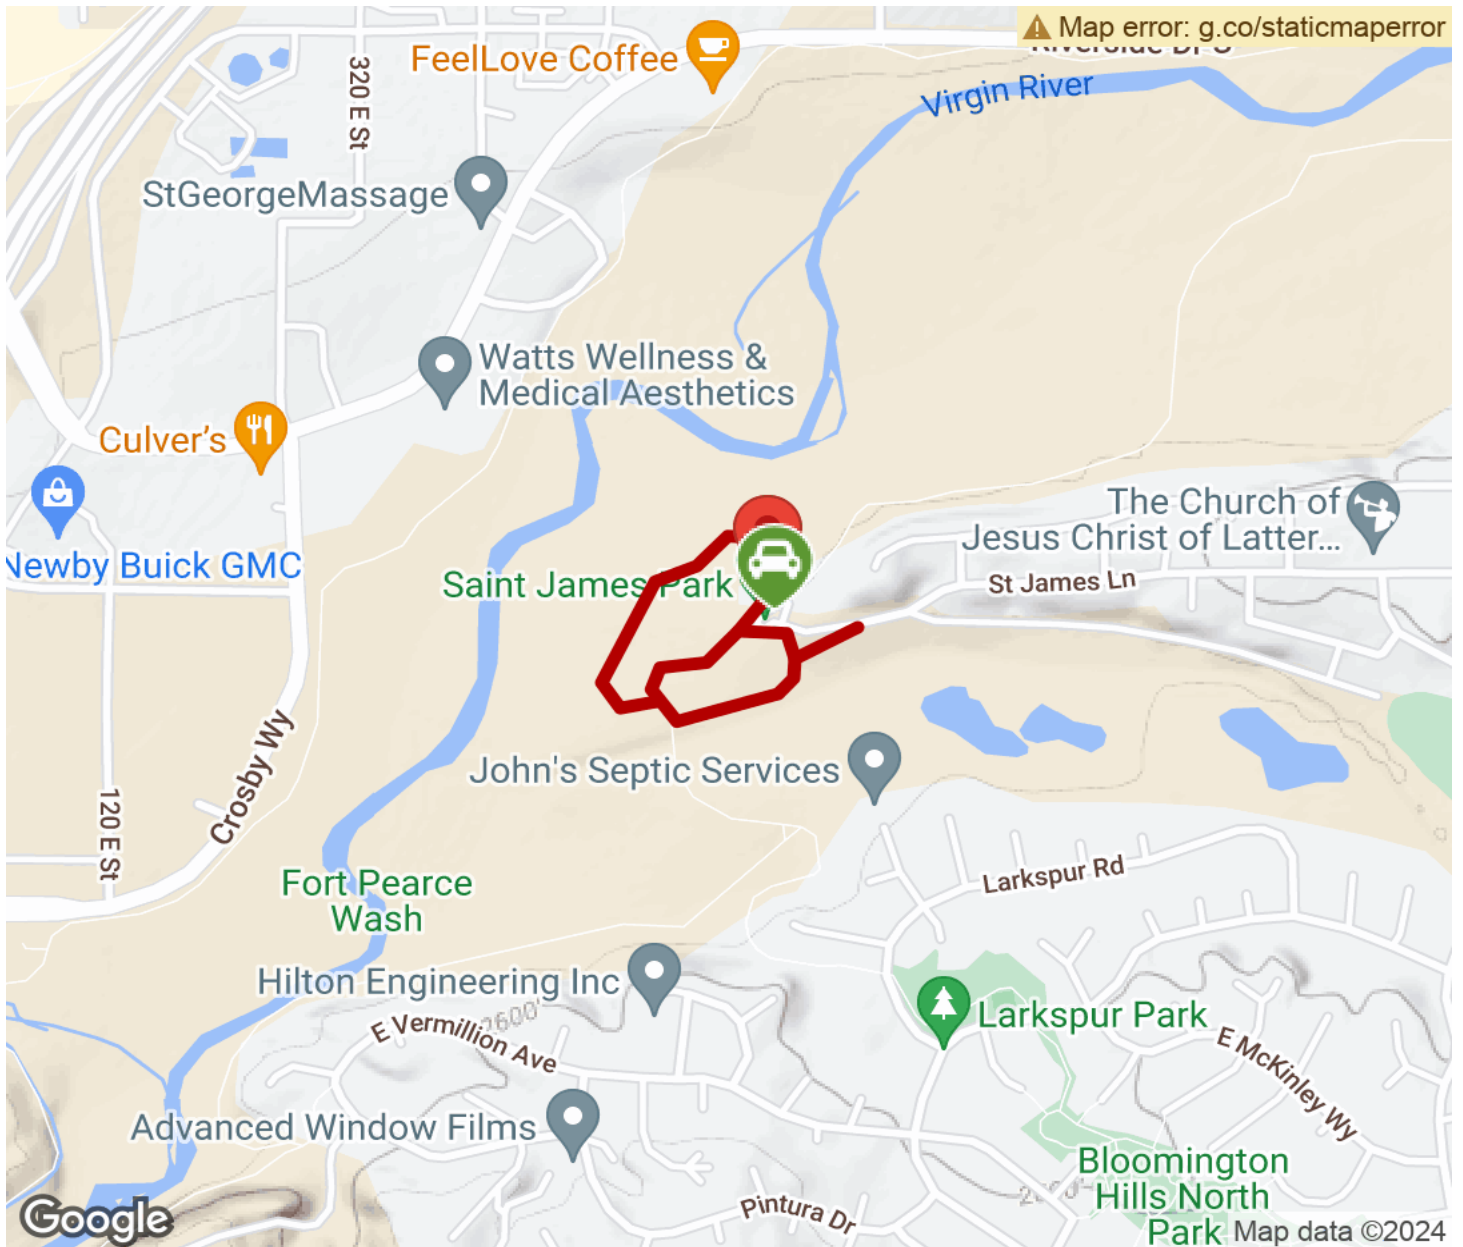 Map error: g.co/staticmaperror
FeelLove Coffee
Virgin River
320 E St
StGeorgeMassage
Watts Wellness &
Medical Aesthetics
Culver's
The Church of
Jesus Christ of Latter...
Newby Buick GMC
Saint James Park
St James Ln
Crosby Wy
John's Septic Services
120 E St
Larkspur Rd
Fort Pearce
Wash
Hilton Engineering Inc
2600'
E Vermillion Ave
Larkspur Park
E McKinley Wy
Advanced Window Films
Bloomington
Hills North
Park
Pintura Dr
Google
Map data ©2024